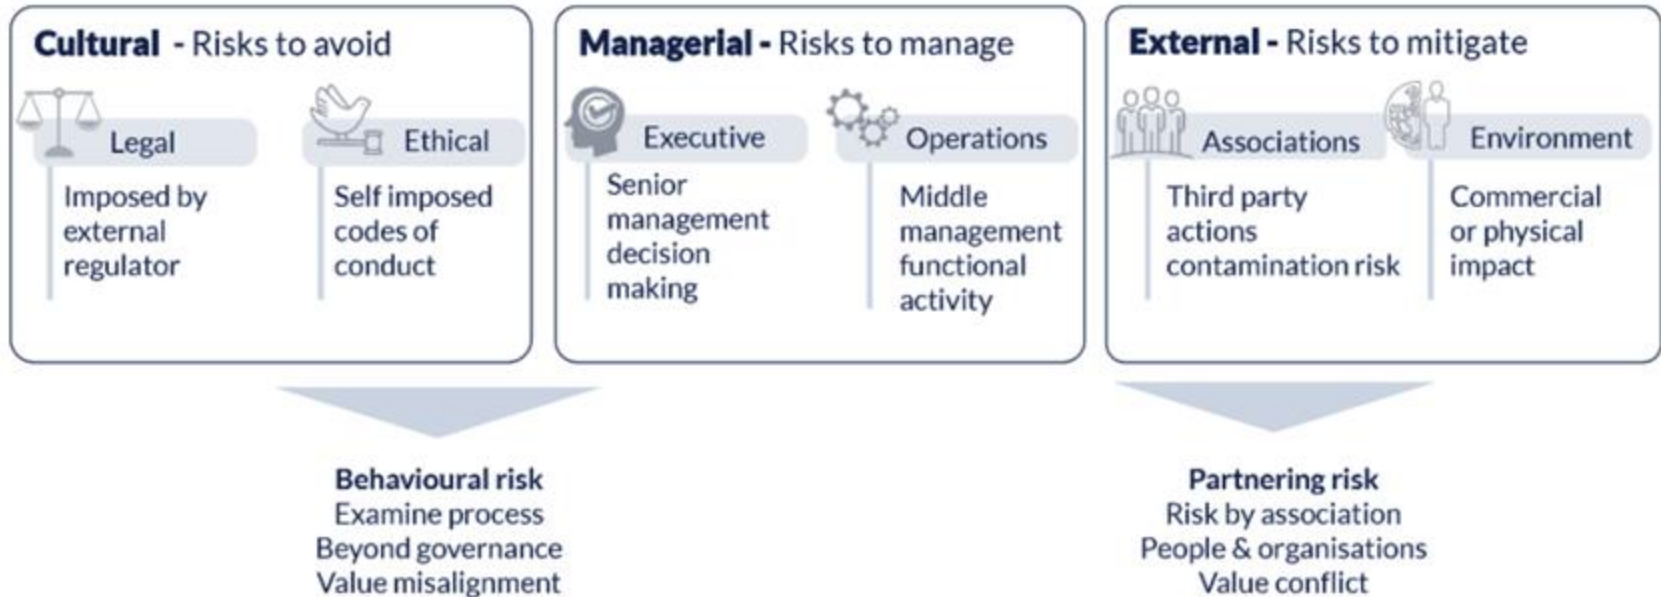 Cultural - Risks to avoid
Legal
Imposed by
external
regulator
Ethical
Self imposed
codes of
conduct
Managerial - Risks to manage
Executive
Senior
management
decision
making
Operations
Middle
management
functional
activity
External - Risks to mitigate
Associations
Third party
actions
contamination risk
Environment
Commercial
or physical
impact
Behavioural risk
Examine process
Beyond governance
Value misalignment
Partnering risk
Risk by association
People & organisations
Value conflict